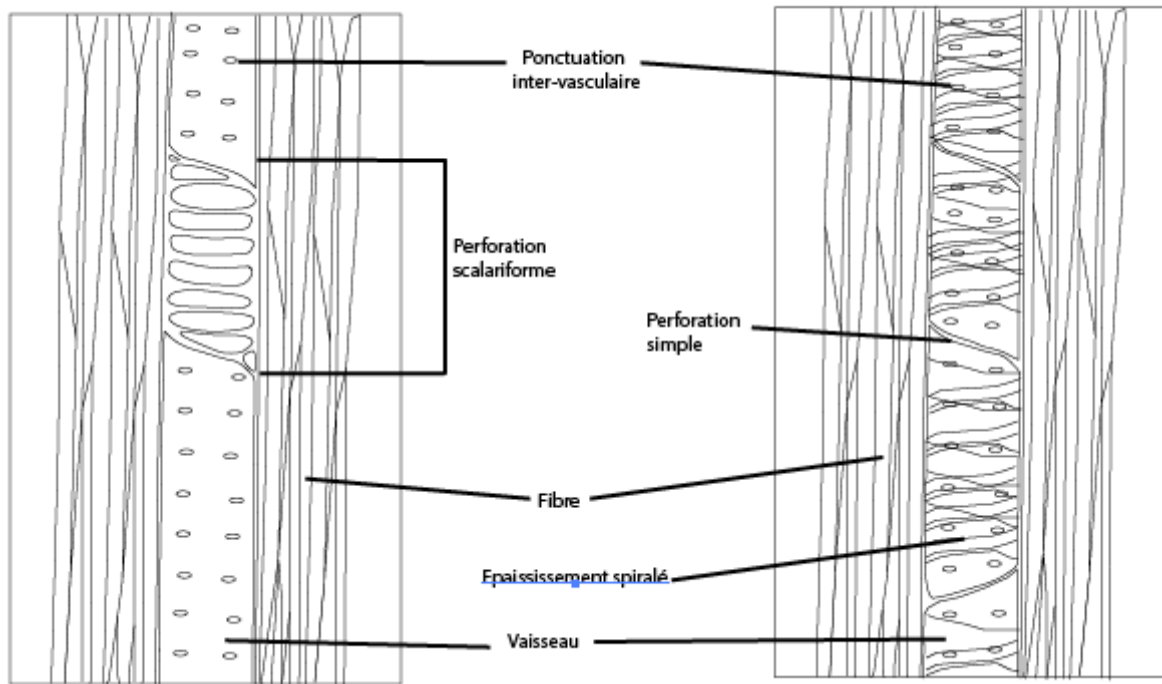 Ponctuation
inter-vasculaire
Perforation
scalariforme
Perforation
simple
Fibre
Epaississement spiralé
Vaisseau